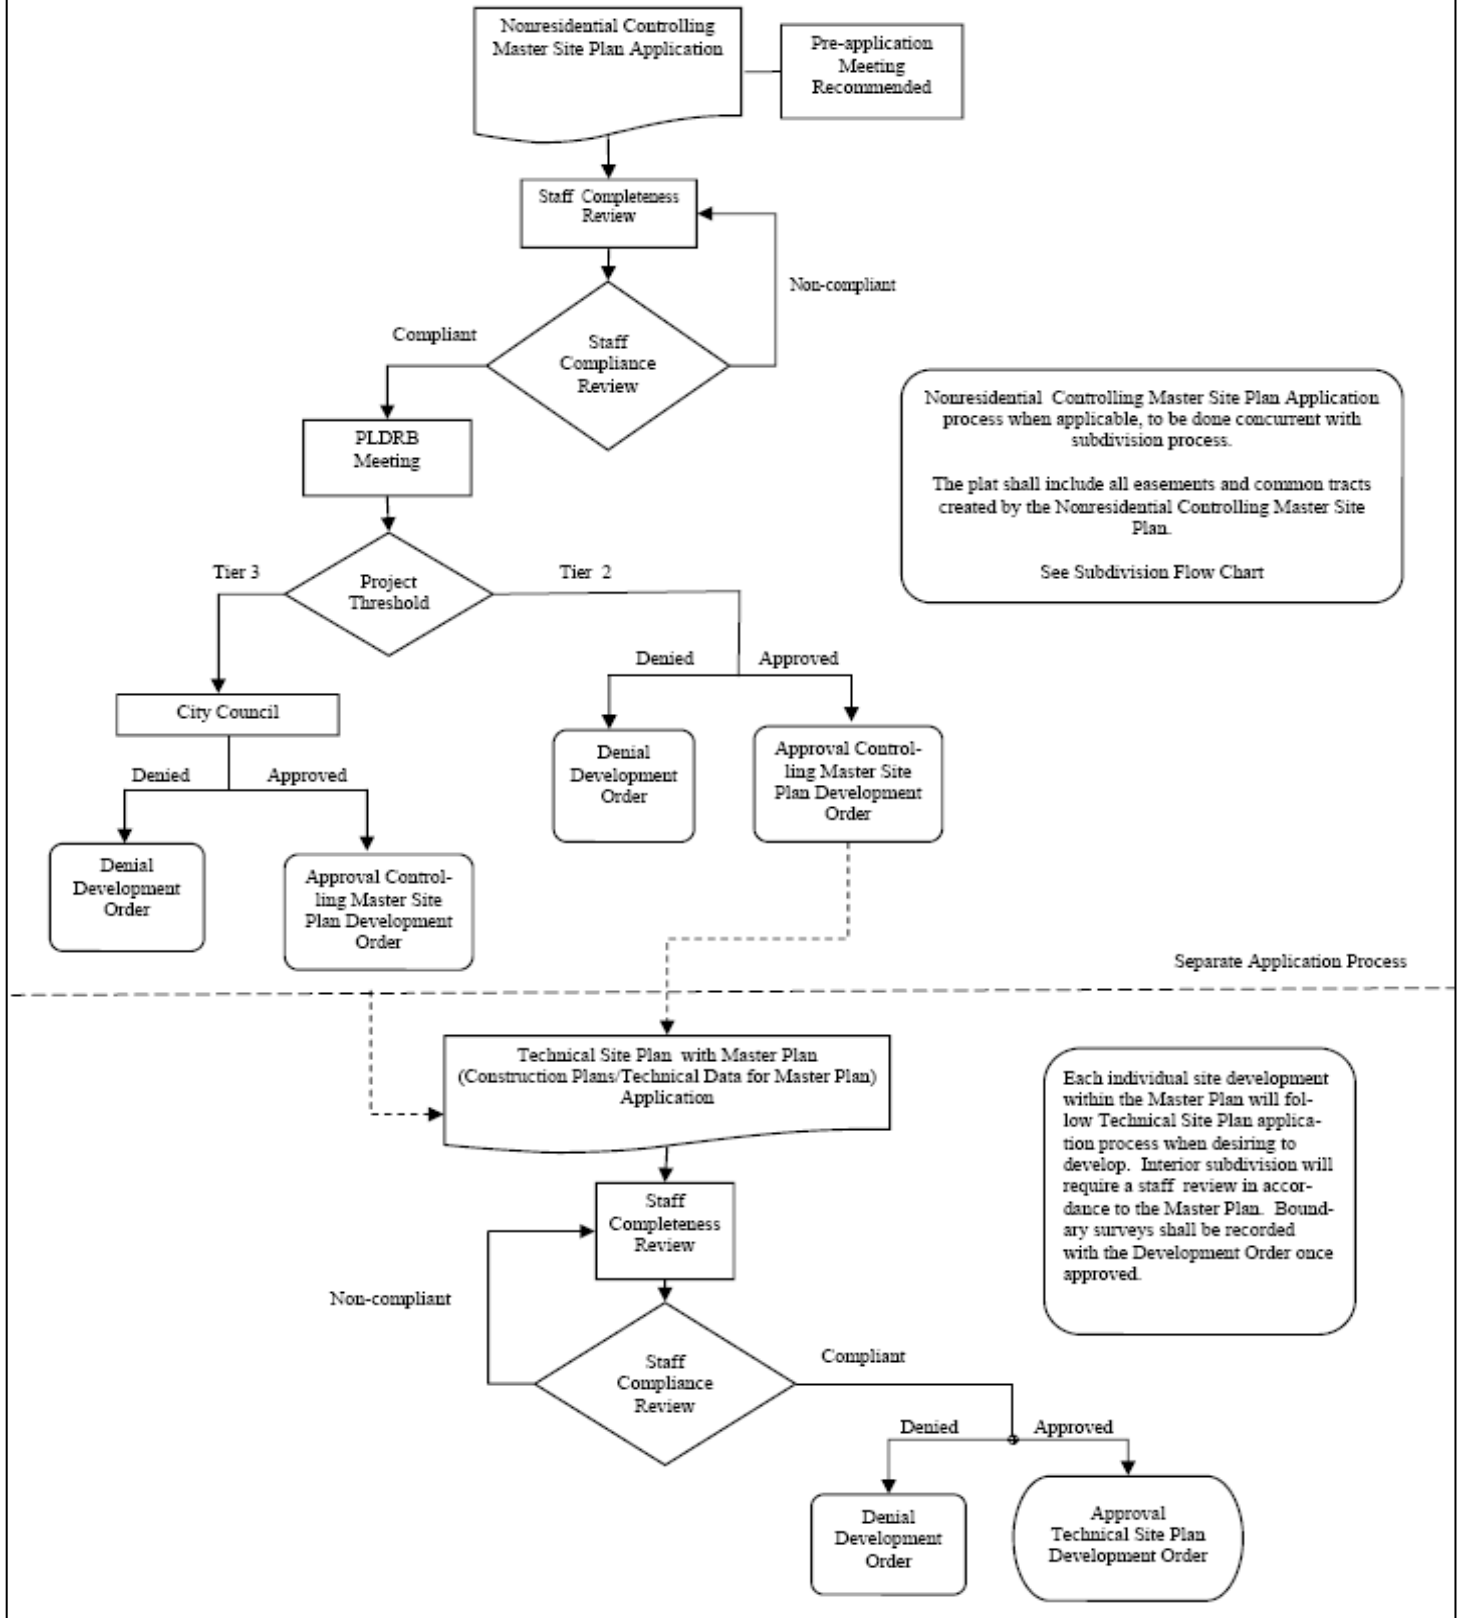 Nonresidential Controlling
Master Site Plan Application
Pre-application
Meeting
Recommended
Staff Completeness
Review
Non-compliant
Compliant
Staff
Compliance
Review
PLDRB
Meeting
Nonresidential Controlling Master Site Plan Application
process when applicable, to be done concurrent with
subdivision process.
The plat shall include all easements and common tracts
created by the Nonresidential Controlling Master Site
Plan.
See Subdivision Flow Chart
Tier 3
Project
Threshold
Tier 2
Denied
Approved
City Council
Denial
Development
Order
Approval Control-
ling Master Site
Plan Development
Order
Denied
Approved
Denial
Development
Order
Approval Control-
ling Master Site
Plan Development
Order
Separate Application Process
Technical Site Plan with Master Plan
(Construction Plans/Technical Data for Master Plan)
Application
Each individual site development
within the Master Plan will fol-
low Technical Site Plan applica-
tion process when desiring to
develop. Interior subdivision will
require a staff review in accor-
dance to the Master Plan. Bound-
ary surveys shall be recorded
with the Development Order once
approved.
Staff
Completeness
Review
Non-compliant
Staff
Compliance
Review
Compliant
Denied
Approved
Denial
Development
Order
Approval
Technical Site Plan
Development Order